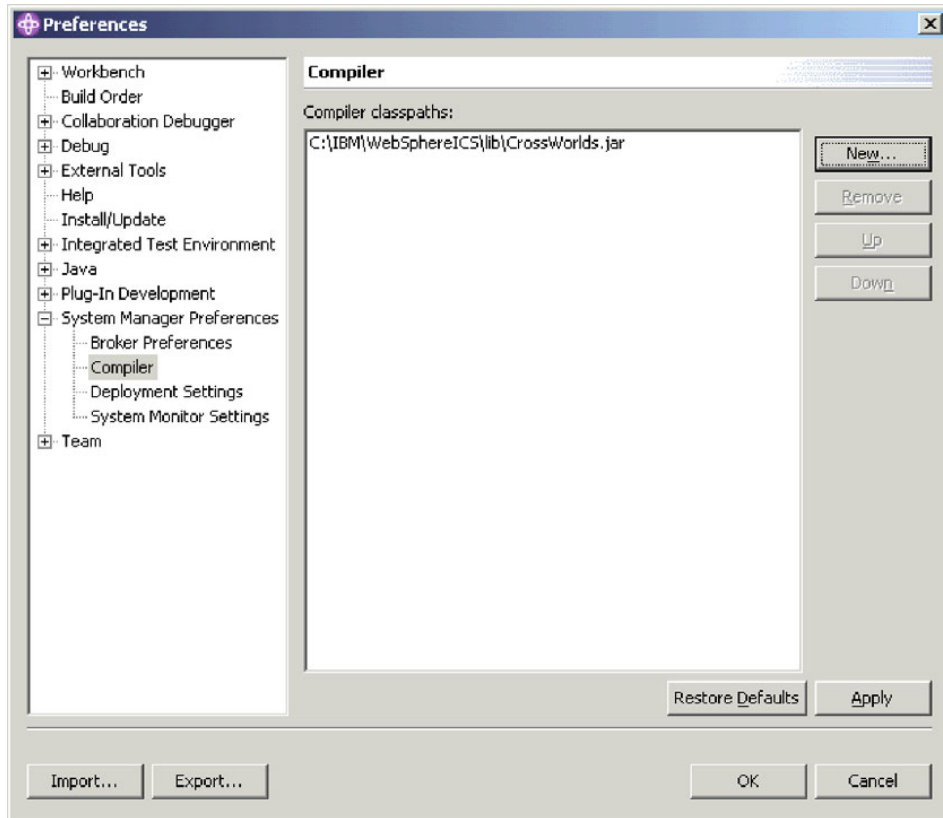 Preferences
Workbench
Build Order
Collaboration Debugger
Debug
External Tools
Help
Install/Update
Integrated Test Environment
Java
Plug-In Development
System Manager Preferences
Broker Preferences
Compiler
Deployment Settings
System Monitor Settings
Team
Compiler
Compiler classpaths:
C:\IBM\WebSphereICS\lib\CrossWorlds.jar
New...
Remove
Up
Down
Restore Defaults
Apply
Import...
Export...
OK
Cancel